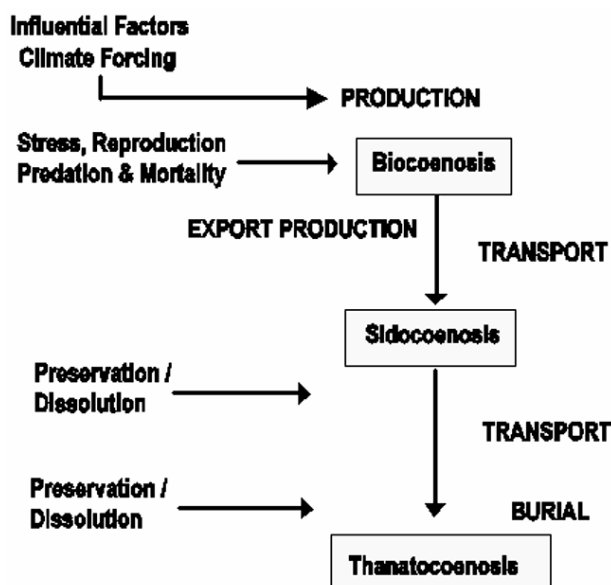 Influential Factors
Climate Forcing
PRODUCTION
Stress, Reproduction
Predation & Mortality
Biocoenosis
EXPORT PRODUCTION
TRANSPORT
Sidocoenosis
Preservation /
Dissolution
TRANSPORT
Preservation /
Dissolution
BURIAL
Thanatocoenosis